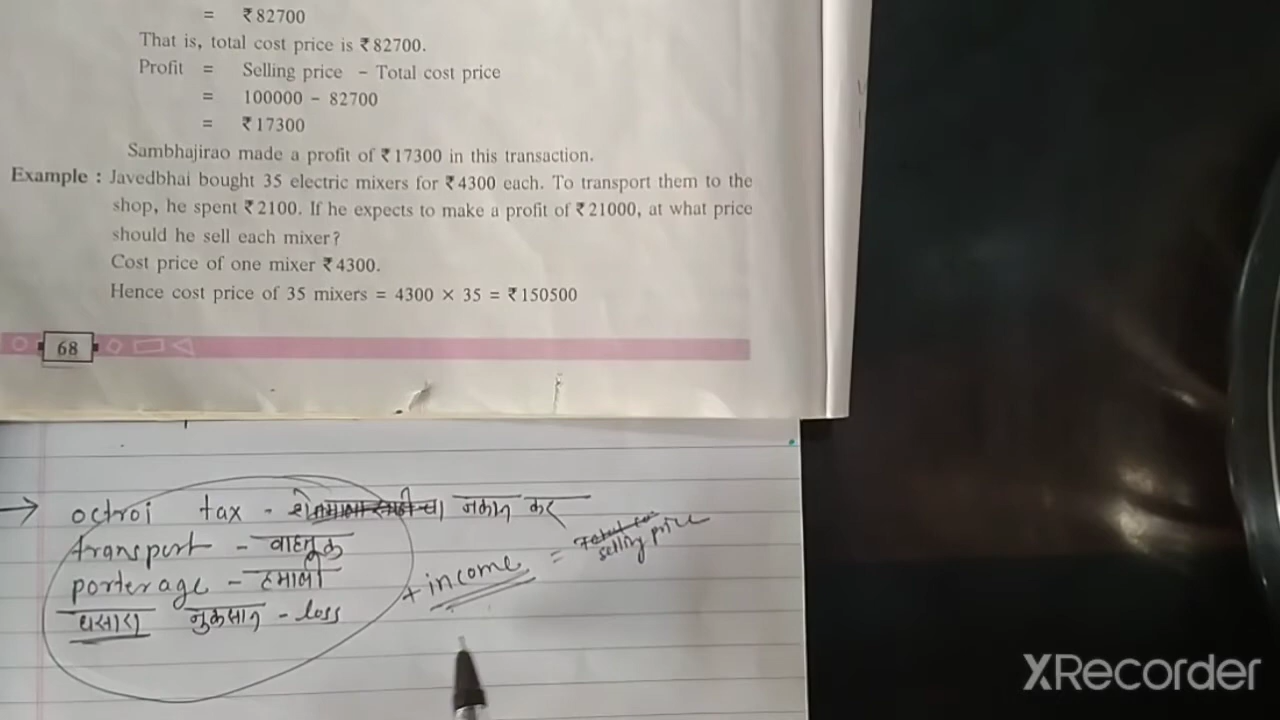 = ₹ 82700
That is, total cost price is ₹ 82700.
Profit = Selling price - Total cost price
= 100000 - 82700
= ₹ 17300
Sambhajirao made a profit of ₹ 17300 in this transaction.
Example : Javedbhai bought 35 electric mixers for ₹ 4300 each. To transport them to the
shop, he spent ₹ 2100. If he expects to make a profit of ₹ 21000, at what price
should he sell each mixer?
Cost price of one mixer ₹ 4300.
Hence cost price of 35 mixers = 4300 × 35 = ₹ 150500
68
→ octroi tax - जकात कर
transport - वाहतूक
porterage - हमाली
घसारा नुकसान - loss
+ income = selling price
XRecorder